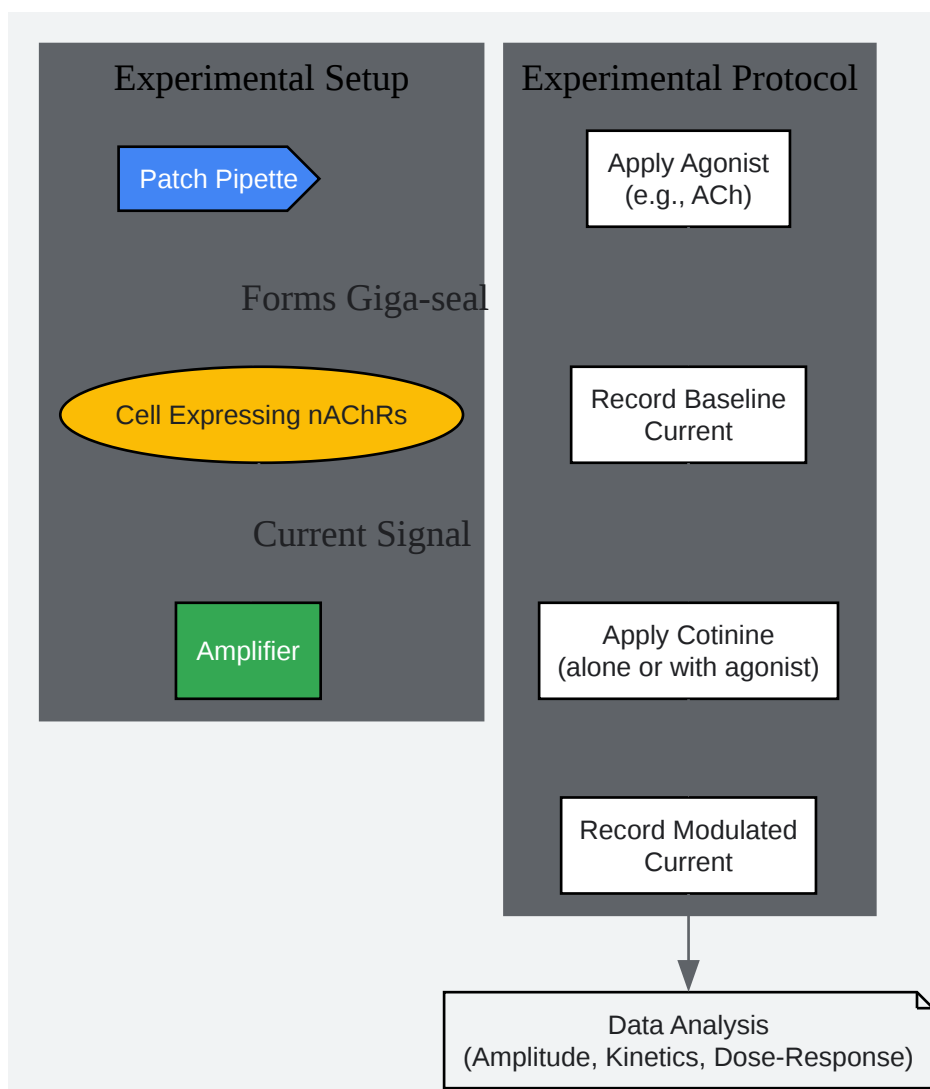 Experimental Setup
Patch Pipette
Forms Giga-seal
Cell Expressing nAChRs
Current Signal
Amplifier
Experimental Protocol
Apply Agonist
(e.g., ACh)
Record Baseline
Current
Apply Cotinine
(alone or with agonist)
Record Modulated
Current
Data Analysis
(Amplitude, Kinetics, Dose-Response)